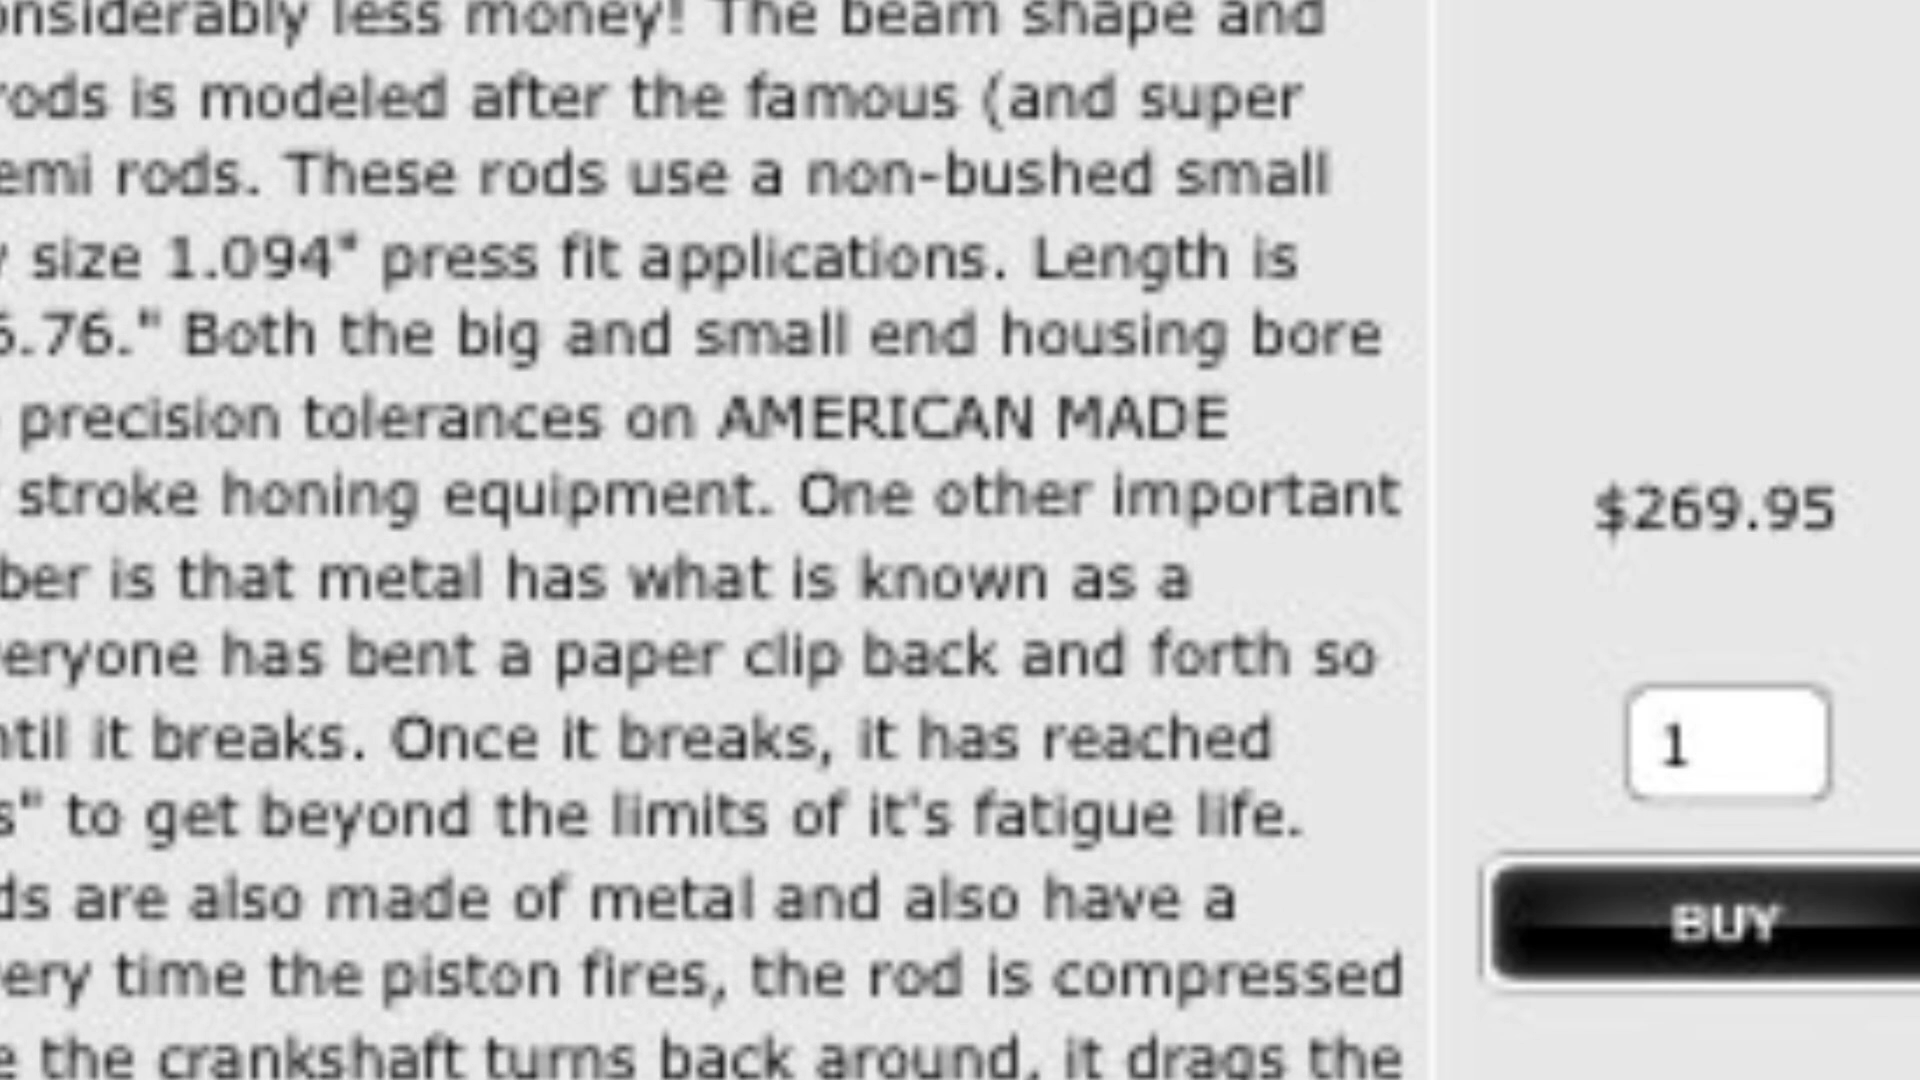 onsiderably less money! The beam shape and
rods is modeled after the famous (and super
emi rods. These rods use a non-bushed small
size 1.094" press fit applications. Length is
.76." Both the big and small end housing bore
precision tolerances on AMERICAN MADE
stroke honing equipment. One other important
ber is that metal has what is known as a
eryone has bent a paper clip back and forth so
ntil it breaks. Once it breaks, it has reached
s" to get beyond the limits of it's fatigue life.
ds are also made of metal and also have a
ery time the piston fires, the rod is compressed
e the crankshaft turns back around, it drags the
$269.95
1
BUY